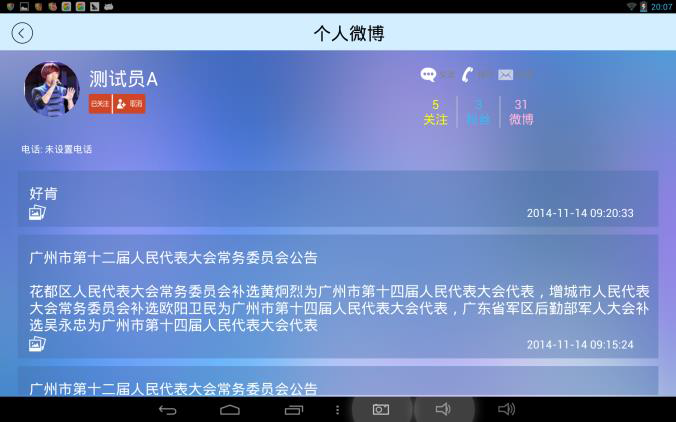 20:07
个人微博
测试员A
已关注 取消
5 3 31
关注 粉丝 微博
电话: 未设置电话
好肯
2014-11-14 09:20:33
广州市第十二届人民代表大会常务委员会公告
花都区人民代表大会常务委员会补选黄炯烈为广州市第十四届人民代表大会代表，增城市人民代表
大会常务委员会补选欧阳卫民为广州市第十四届人民代表大会代表，广东省军区后勤部军人大会补
选吴永忠为广州市第十四届人民代表大会代表
2014-11-14 09:15:24
广州市第十二届人民代表大会常务委员会公告